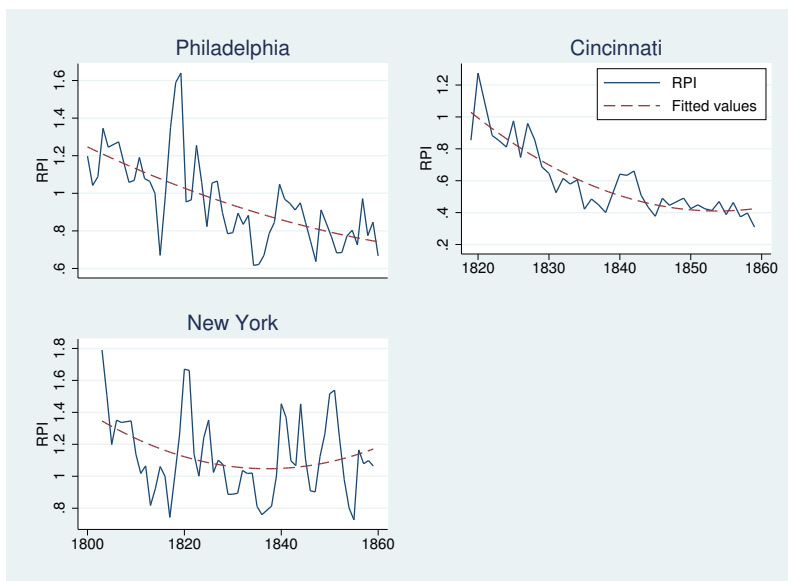 Philadelphia
RPI
1.6
1.4
1.2
1
.8
.6
Cincinnati
RPI
1.2
1
.8
.6
.4
.2
RPI
Fitted values
1820 1830 1840 1850 1860
New York
RPI
1.8
1.6
1.4
1.2
1
.8
1800 1820 1840 1860